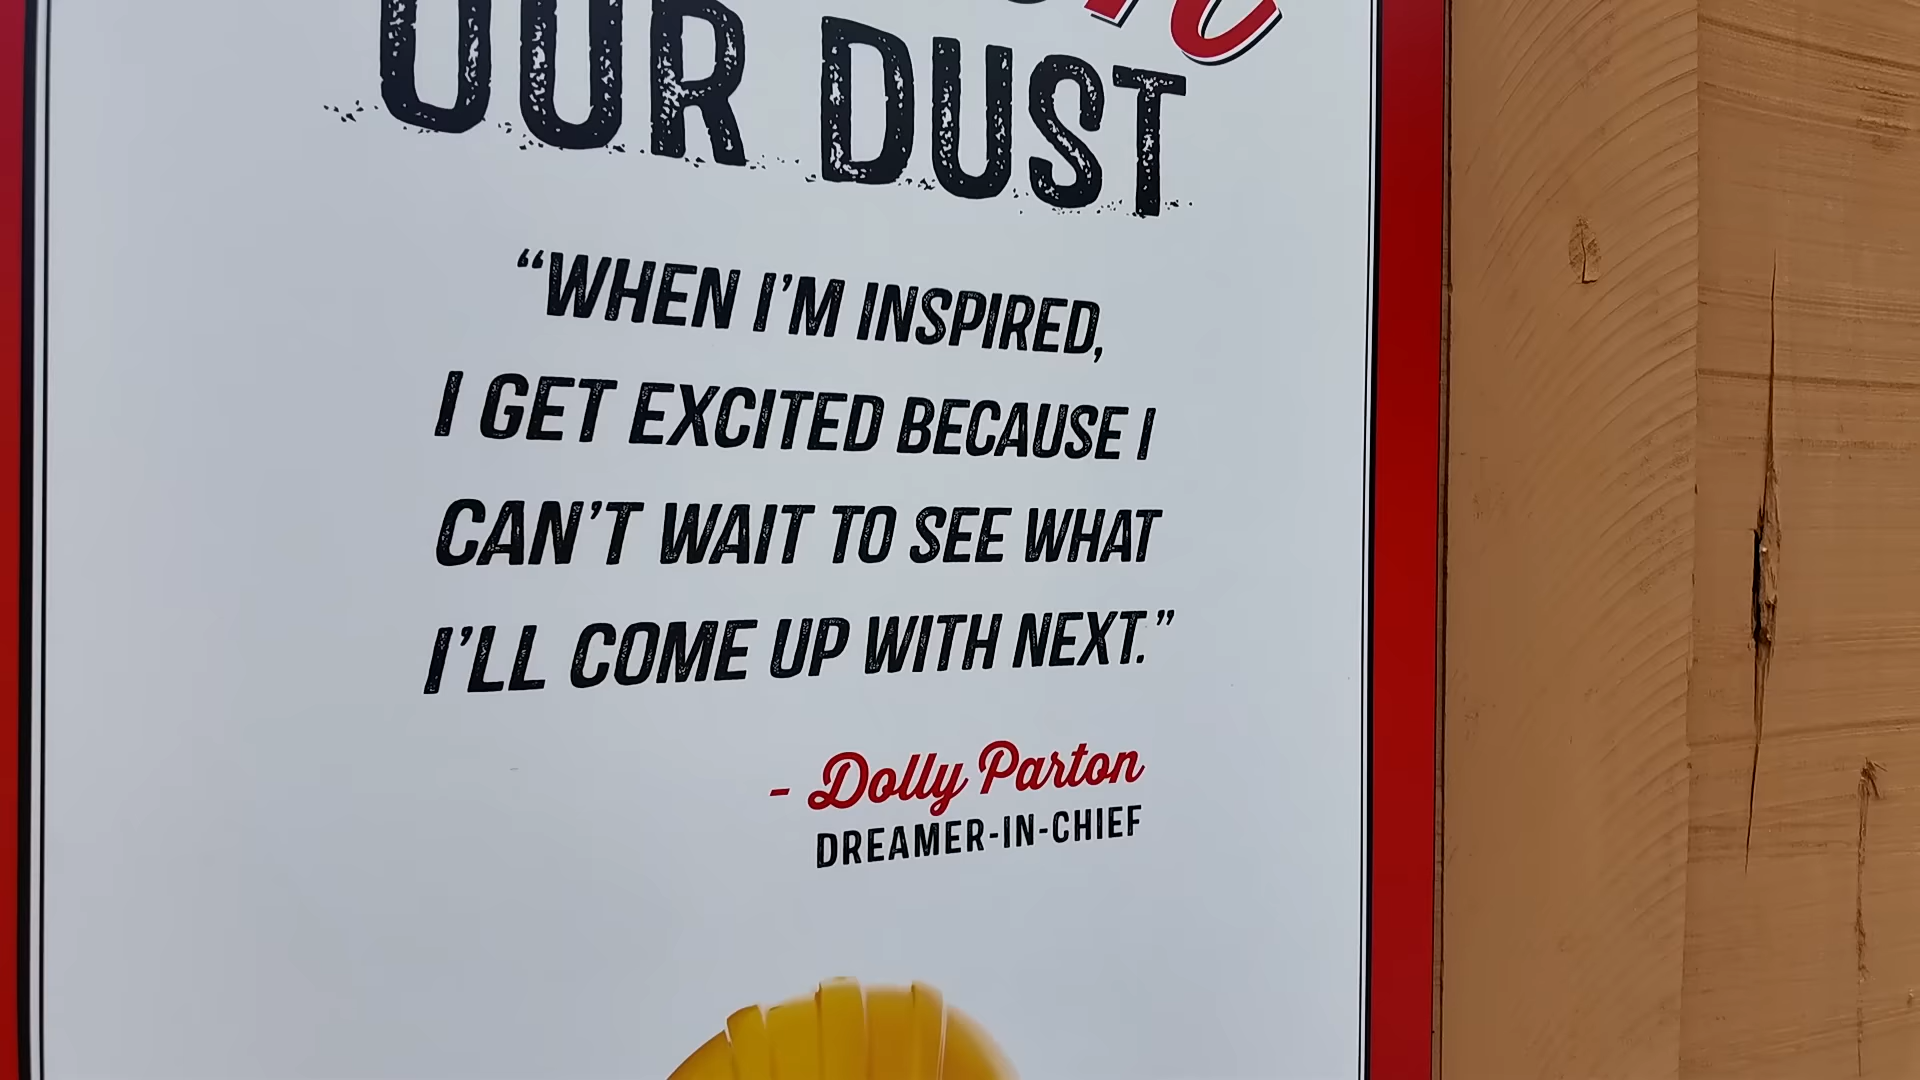 OUR DUST
“WHEN I’M INSPIRED,
I GET EXCITED BECAUSE I
CAN’T WAIT TO SEE WHAT
I’LL COME UP WITH NEXT.”
- Dolly Parton
DREAMER-IN-CHIEF